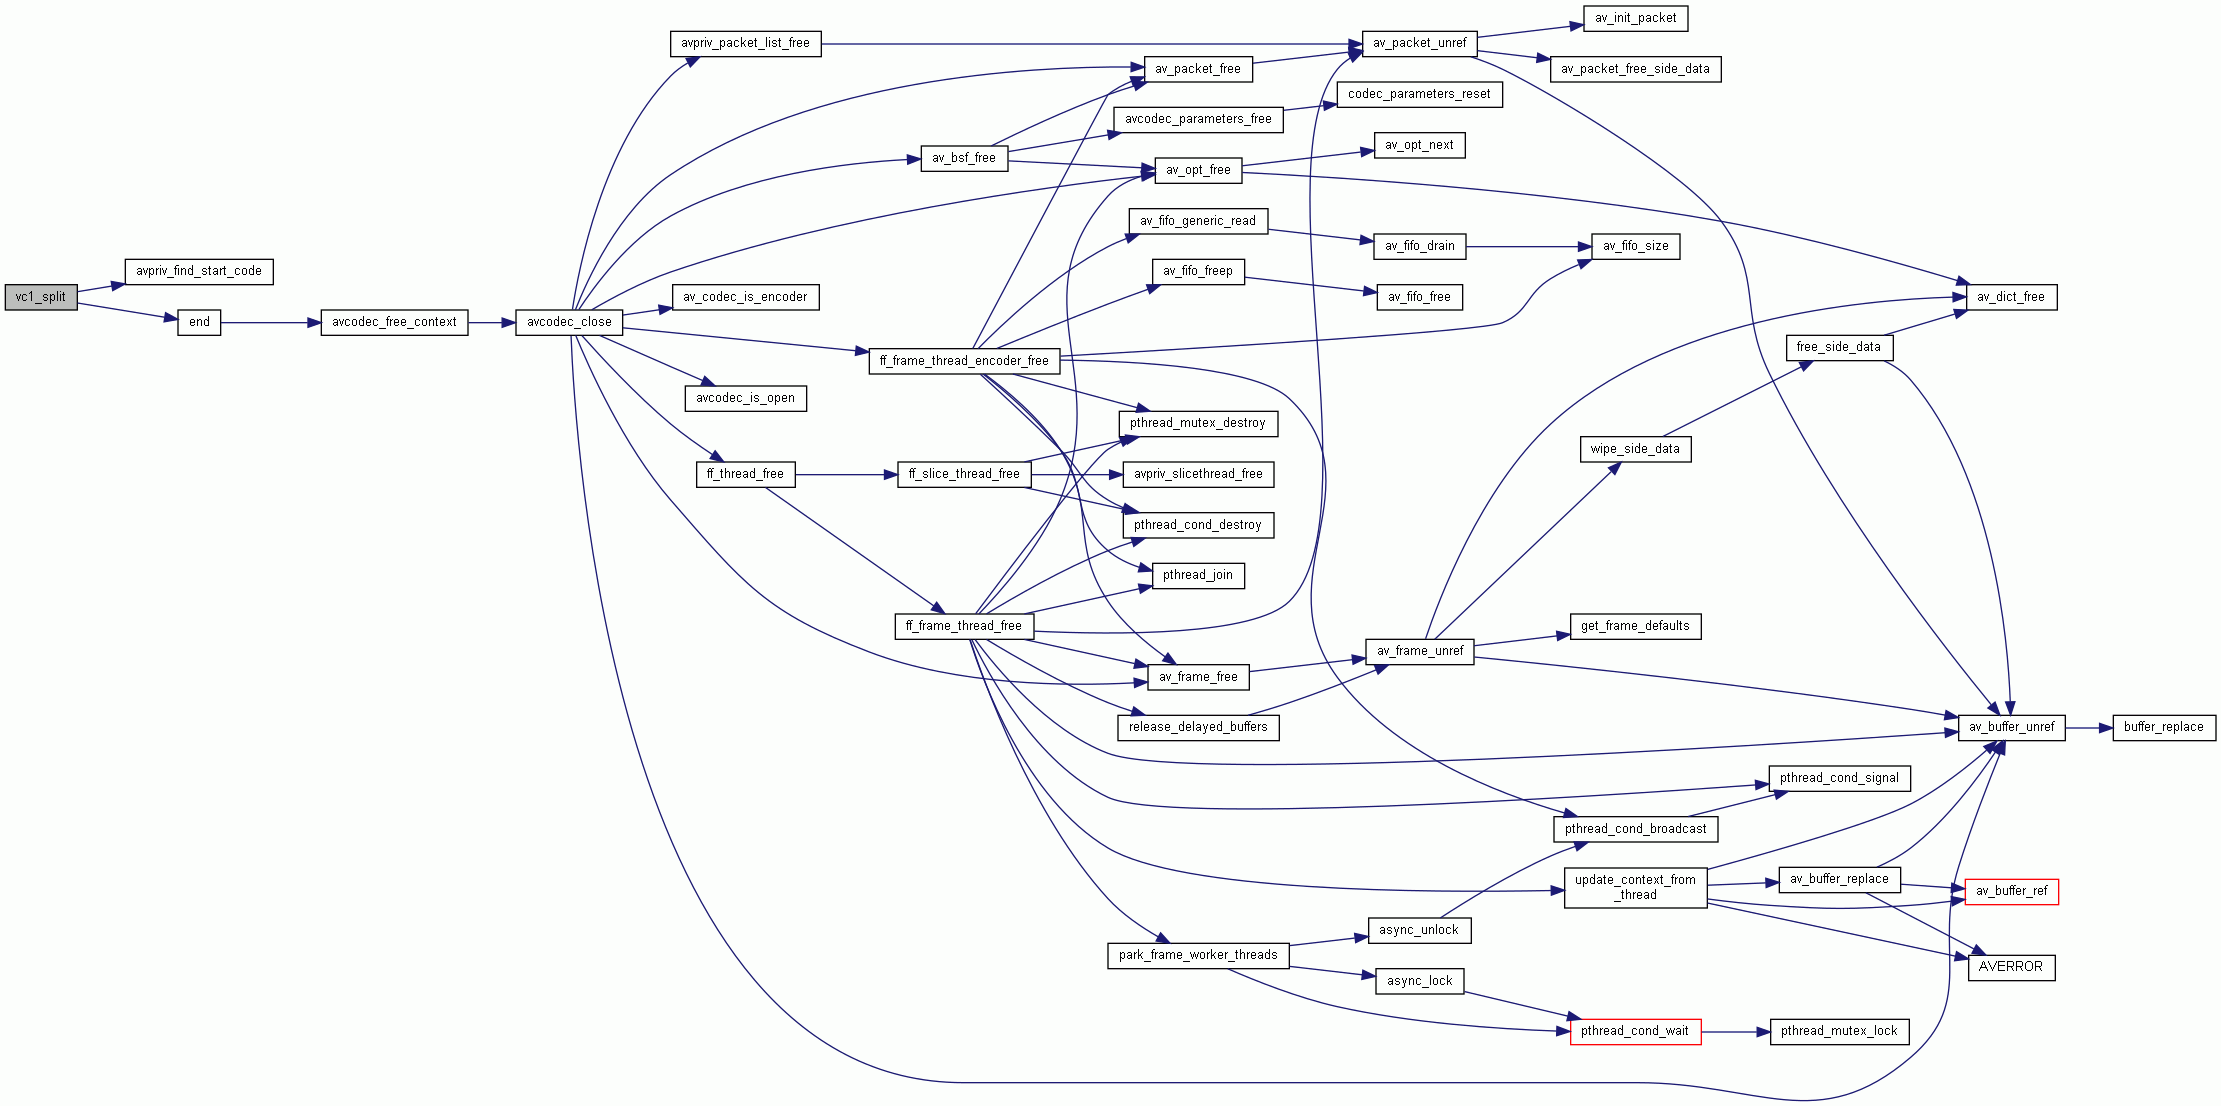 av_init_packet
avpriv_packet_list_free
av_packet_unref
av_packet_free
av_packet_free_side_data
codec_parameters_reset
avcodec_parameters_free
av_opt_next
av_bsf_free
av_opt_free
av_fifo_generic_read
av_fifo_drain
av_fifo_size
avpriv_find_start_code
av_fifo_freep
vc1_split
av_codec_is_encoder
av_fifo_free
av_dict_free
end
avcodec_free_context
avcodec_close
free_side_data
ff_frame_thread_encoder_free
avcodec_is_open
pthread_mutex_destroy
wipe_side_data
ff_thread_free
ff_slice_thread_free
avpriv_slicethread_free
pthread_cond_destroy
pthread_join
ff_frame_thread_free
get_frame_defaults
av_frame_unref
av_frame_free
release_delayed_buffers
av_buffer_unref
buffer_replace
pthread_cond_signal
pthread_cond_broadcast
update_context_from
_thread
av_buffer_replace
av_buffer_ref
async_unlock
park_frame_worker_threads
AVERROR
async_lock
pthread_cond_wait
pthread_mutex_lock